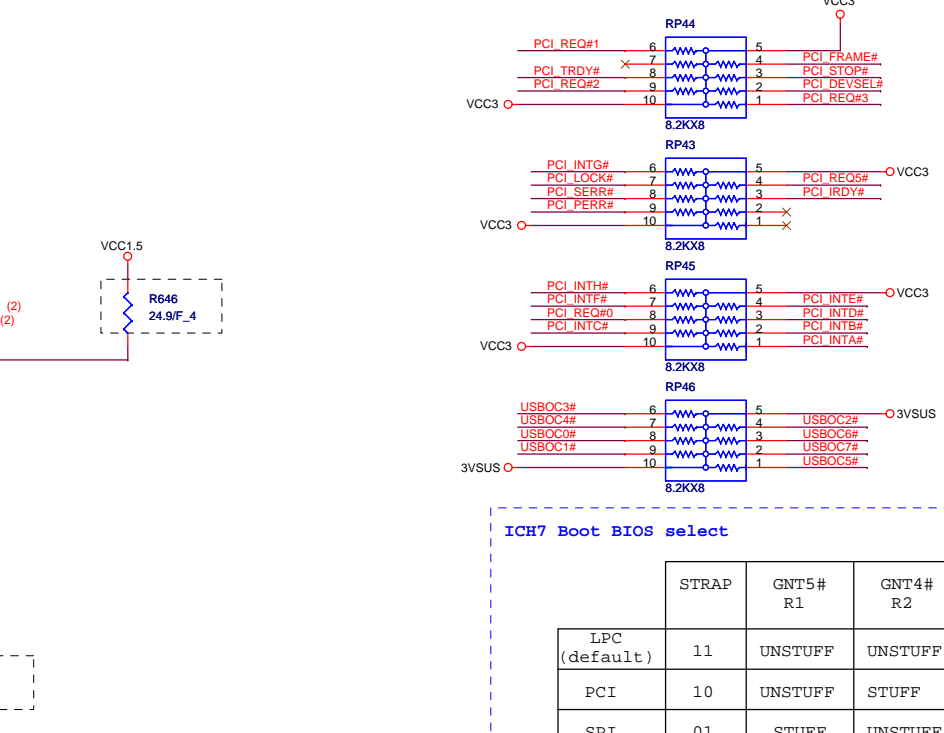 VCC3
RP44
PCI_REQ#1 6 5
7 4 PCI_FRAME#
PCI_TRDY# 8 3 PCI_STOP#
PCI_REQ#2 9 2 PCI_DEVSEL#
VCC3 10 1 PCI_REQ#3
8.2KX8
RP43
PCI_INTG# 6 5 VCC3
PCI_LOCK# 7 4 PCI_REQ5#
PCI_SERR# 8 3 PCI_IRDY#
PCI_PERR# 9 2
VCC3 10 1
8.2KX8
VCC1.5
R646
24.9/F_4
(2)
(2)
RP45
PCI_INTH# 6 5 VCC3
PCI_INTF# 7 4 PCI_INTE#
PCI_REQ#0 8 3 PCI_INTD#
PCI_INTC# 9 2 PCI_INTB#
VCC3 10 1 PCI_INTA#
8.2KX8
RP46
USBOC3# 6 5 3VSUS
USBOC4# 7 4 USBOC2#
USBOC0# 8 3 USBOC6#
USBOC1# 9 2 USBOC7#
3VSUS 10 1 USBOC5#
8.2KX8
ICH7 Boot BIOS select
STRAP GNT5# GNT4#
R1 R2
LPC
(default) 11 UNSTUFF UNSTUFF
PCI 10 UNSTUFF STUFF
SPI 01 STUFF UNSTUFF